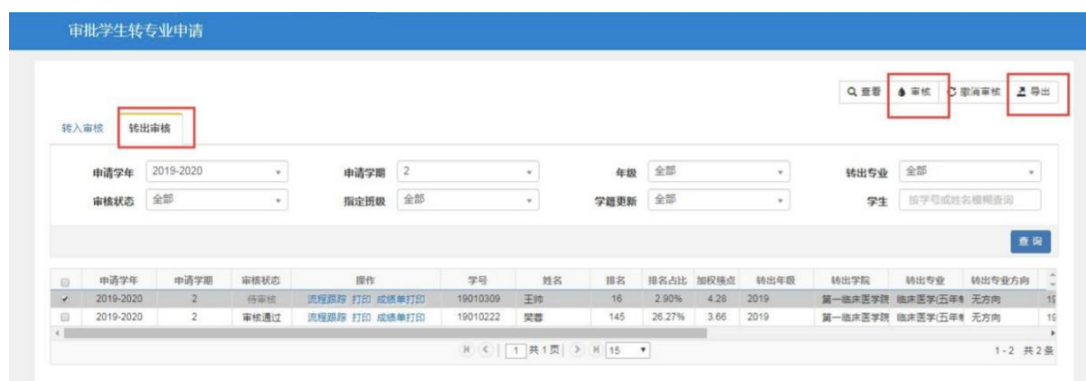 审批学生转专业申请
查看 审核 撤消审核 导出
转入审核 转出审核
申请学年 2019-2020 申请学期 2 年级 全部 转出专业 全部
审核状态 全部 指定班级 全部 学籍更新 全部 学生 按学号或姓名模糊查询
查询
申请学年 申请学期 审核状态 操作 学号 姓名 排名 排名占比 加权绩点 转出年级 转出学院 转出专业 转出专业方向
2019-2020 2 待审核 流程跟踪 打印 成绩单打印 19010309 王帅 16 2.90% 4.28 2019 第一临床医学院 临床医学(五年制 无方向 19
2019-2020 2 审核通过 流程跟踪 打印 成绩单打印 19010222 樊蓉 145 26.27% 3.66 2019 第一临床医学院 临床医学(五年制 无方向 19
1 共1页 15 1-2 共2条